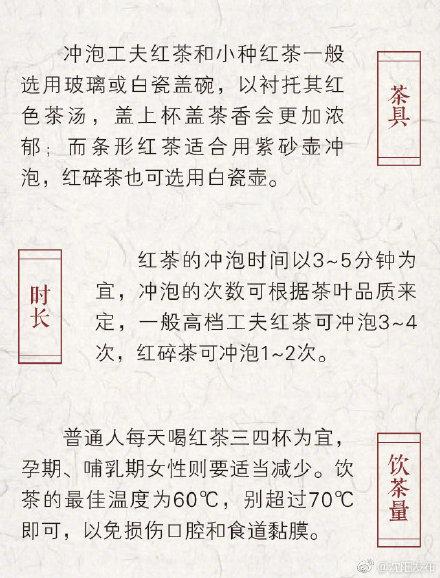 冲泡工夫红茶和小种红茶一般
选用玻璃或白瓷盖碗，以衬托其红
色茶汤，盖上杯盖茶香会更加浓
郁；而条形红茶适合用紫砂壶冲
泡，红碎茶也可选用白瓷壶。
茶具
时长
红茶的冲泡时间以3~5分钟为
宜，冲泡的次数可根据茶叶品质来
定，一般高档工夫红茶可冲泡3~4
次，红碎茶可冲泡1~2次。
普通人每天喝红茶三四杯为宜，
孕期、哺乳期女性则要适当减少。饮
茶的最佳温度为60℃，别超过70℃
即可，以免损伤口腔和食道黏膜。
饮茶量